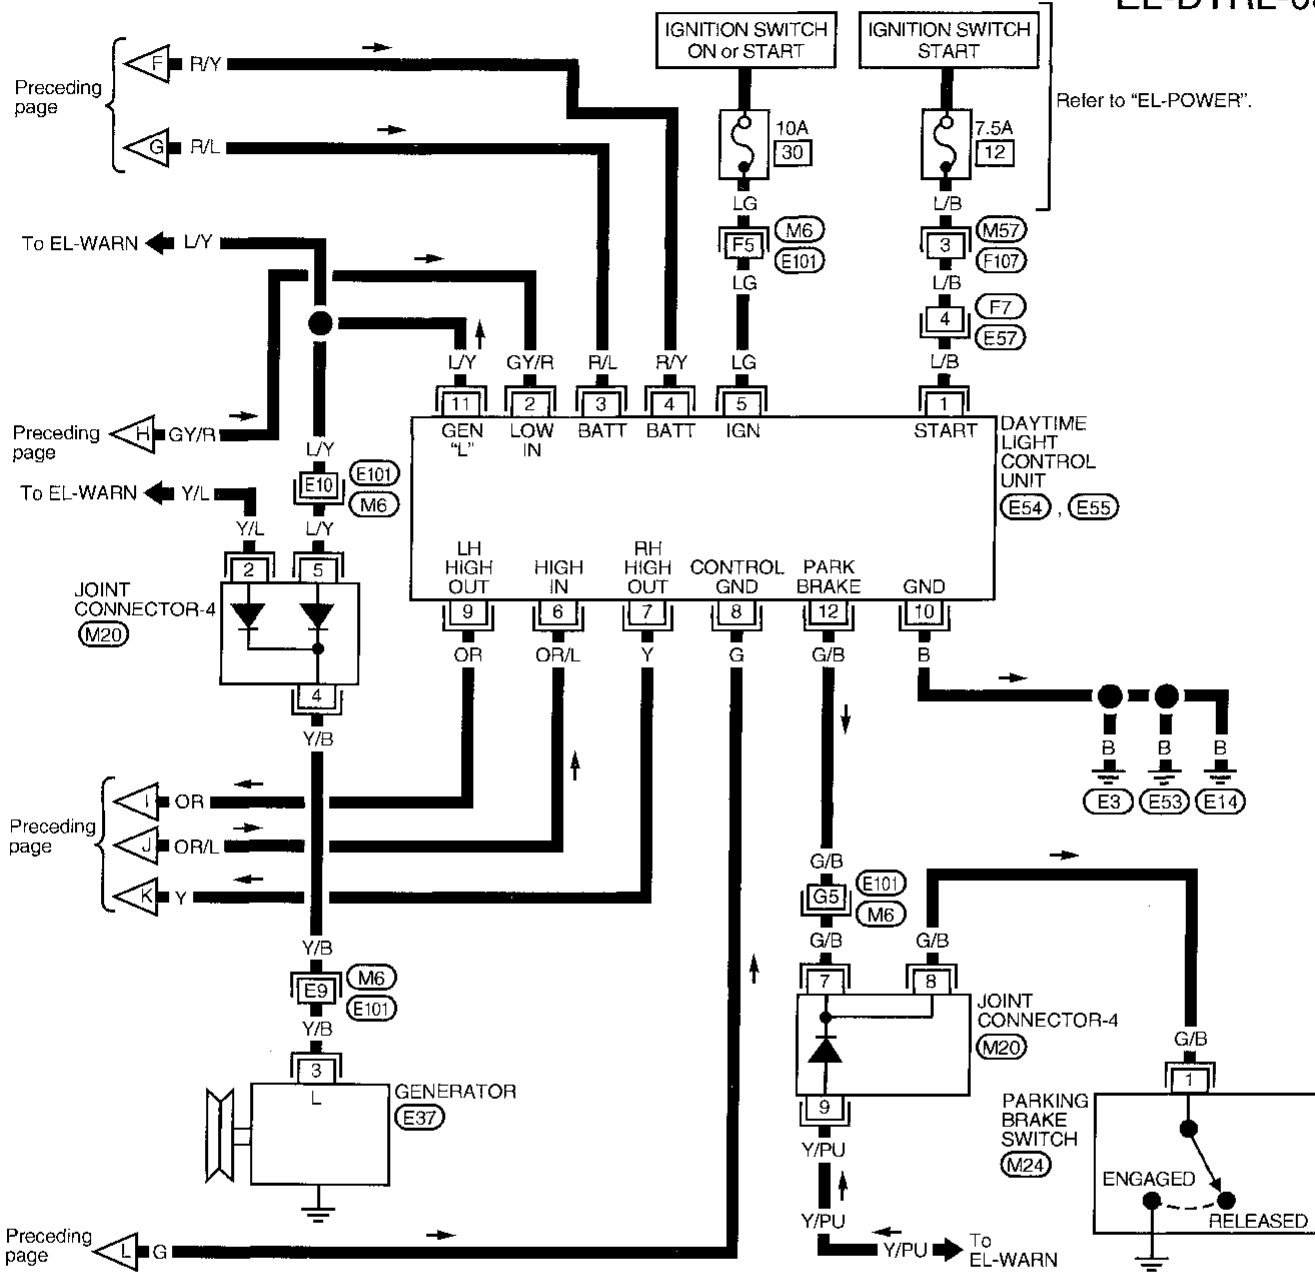 IGNITION SWITCH
ON or START
IGNITION SWITCH
START
Refer to "EL-POWER".
Preceding
page
F R/Y
G R/L
10A
30
7.5A
12
LG
L/B
F5
M6
E101
3
M57
F107
LG
L/B
4
F7
E57
To EL-WARN L/Y
L/Y
GY/R
R/L
R/Y
LG
L/B
11
2
3
4
5
1
GEN
"L"
LOW
IN
BATT
BATT
IGN
START
DAYTIME
LIGHT
CONTROL
UNIT
E54 , E55
Preceding
page
H GY/R
L/Y
E10
E101
M6
To EL-WARN Y/L
Y/L
L/Y
2
5
JOINT
CONNECTOR-4
M20
4
Y/B
LH
HIGH
OUT
HIGH
IN
RH
HIGH
OUT
CONTROL
GND
PARK
BRAKE
GND
9
6
7
8
12
10
OR
OR/L
Y
G
G/B
B
B
B
B
E3
E53
E14
Preceding
page
I OR
J OR/L
K Y
G/B
G5
E101
M6
G/B
G/B
7
8
JOINT
CONNECTOR-4
M20
9
Y/PU
Y/PU
Y/PU
To
EL-WARN
Y/B
E9
M6
E101
Y/B
3
L
GENERATOR
E37
G/B
1
PARKING
BRAKE
SWITCH
M24
ENGAGED
RELEASED
Preceding
page
L G